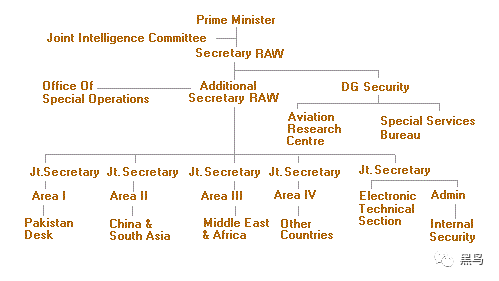 Prime Minister
Joint Intelligence Committee
Secretary RAW
Office Of
Special Operations
Additional
Secretary RAW
DG Security
Aviation
Research
Centre
Special Services
Bureau
Jt.Secretary
Jt.Secretary
Jt.Secretary
Jt.Secretary
Jt.Secretary
Area I
Area II
Area III
Area IV
Electronic
Technical
Section
Admin
Pakistan
Desk
China &
South Asia
Middle East
& Africa
Other
Countries
Internal
Security
黑鸟